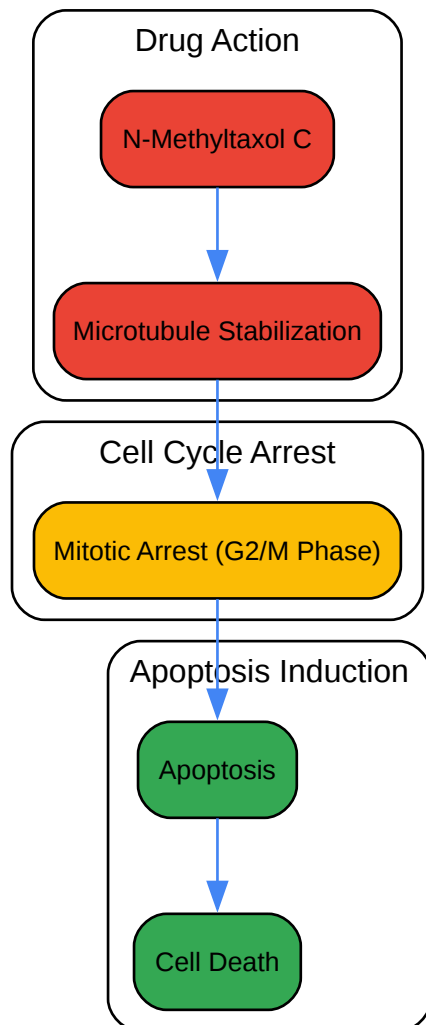 Drug Action
N-Methyltaxol C
Microtubule Stabilization
Cell Cycle Arrest
Mitotic Arrest (G2/M Phase)
Apoptosis Induction
Apoptosis
Cell Death